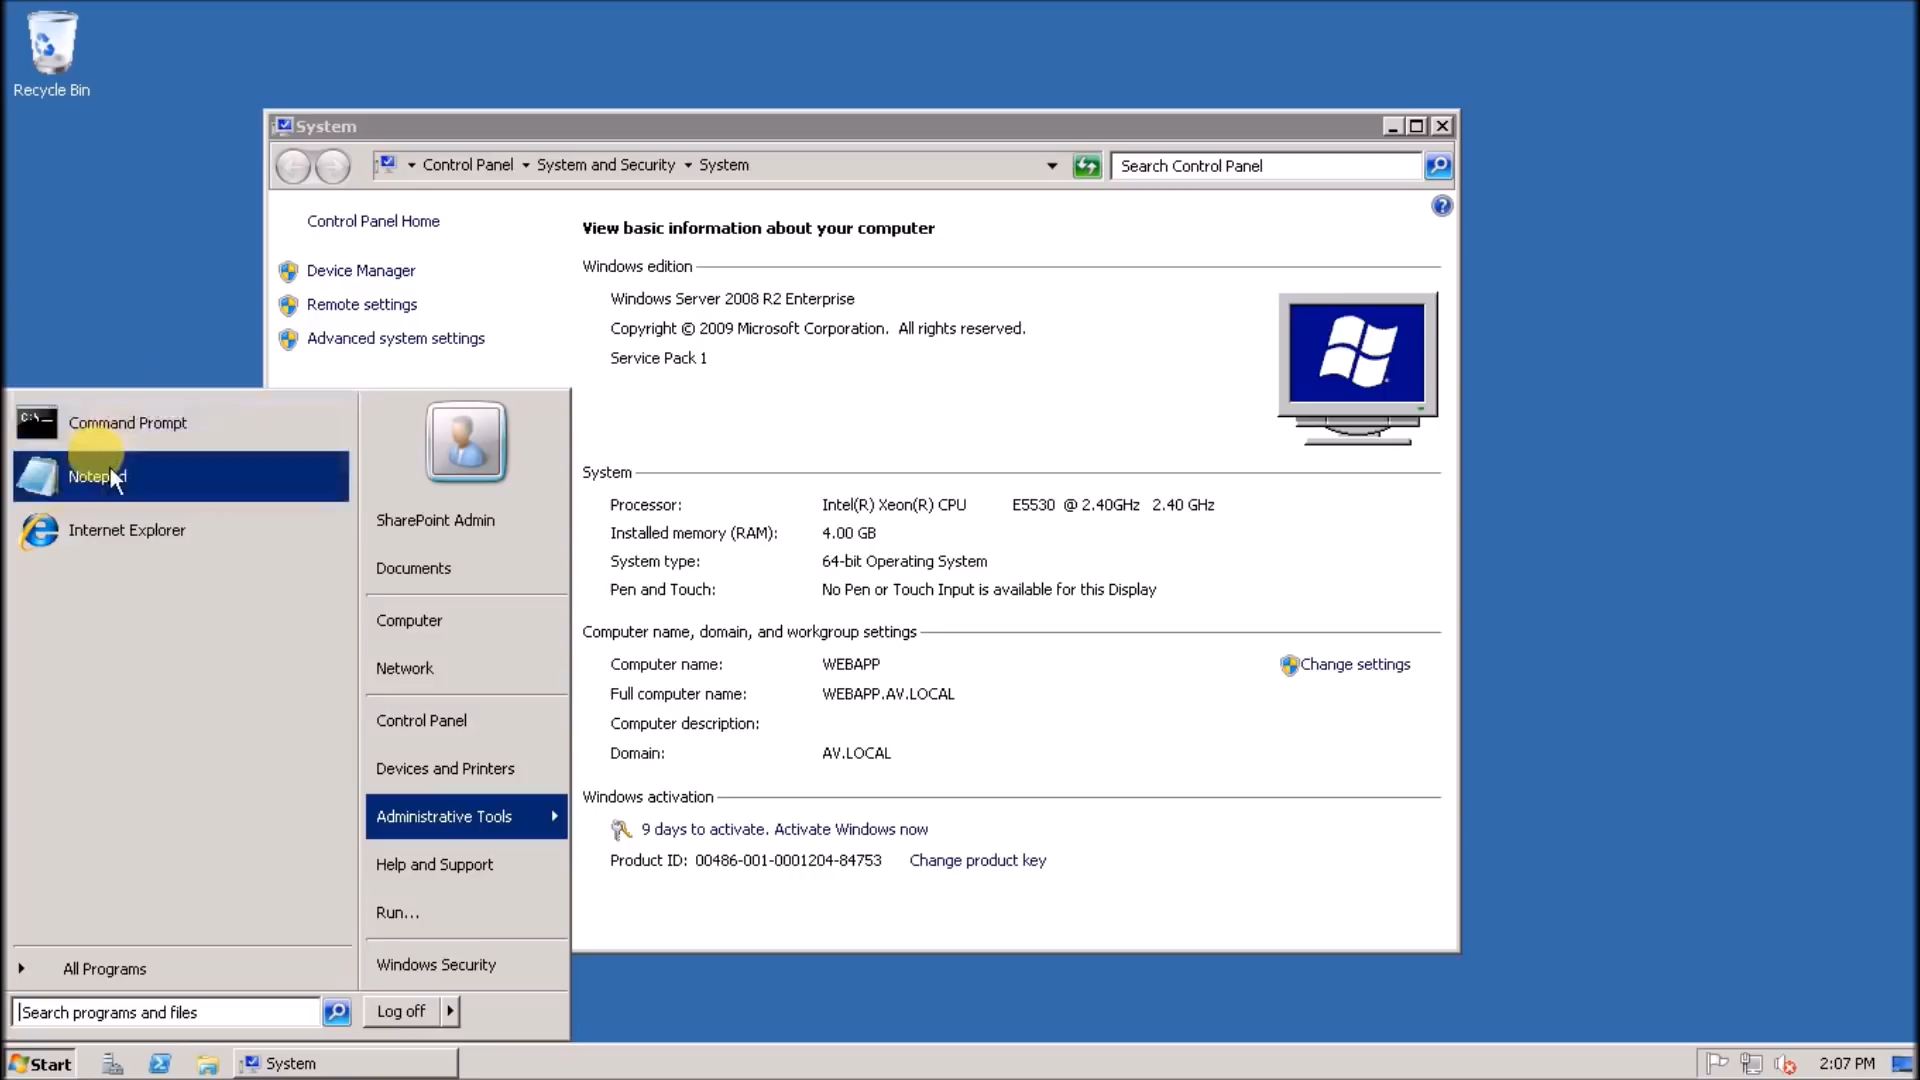 Recycle Bin
System
Control Panel
System and Security
System
Search Control Panel
Control Panel Home
Device Manager
Remote settings
Advanced system settings
View basic information about your computer
Windows edition
Windows Server 2008 R2 Enterprise
Copyright © 2009 Microsoft Corporation.  All rights reserved.
Service Pack 1
System
Processor: Intel(R) Xeon(R) CPU E5530 @ 2.40GHz 2.40 GHz
Installed memory (RAM): 4.00 GB
System type: 64-bit Operating System
Pen and Touch: No Pen or Touch Input is available for this Display
Computer name, domain, and workgroup settings
Computer name: WEBAPP
Change settings
Full computer name: WEBAPP.AV.LOCAL
Computer description:
Domain: AV.LOCAL
Windows activation
9 days to activate. Activate Windows now
Product ID: 00486-001-0001204-84753 Change product key
C:\
Command Prompt
Notepad
Internet Explorer
All Programs
Search programs and files
SharePoint Admin
Documents
Computer
Network
Control Panel
Devices and Printers
Administrative Tools
Help and Support
Run...
Windows Security
Log off
Start
System
2:07 PM